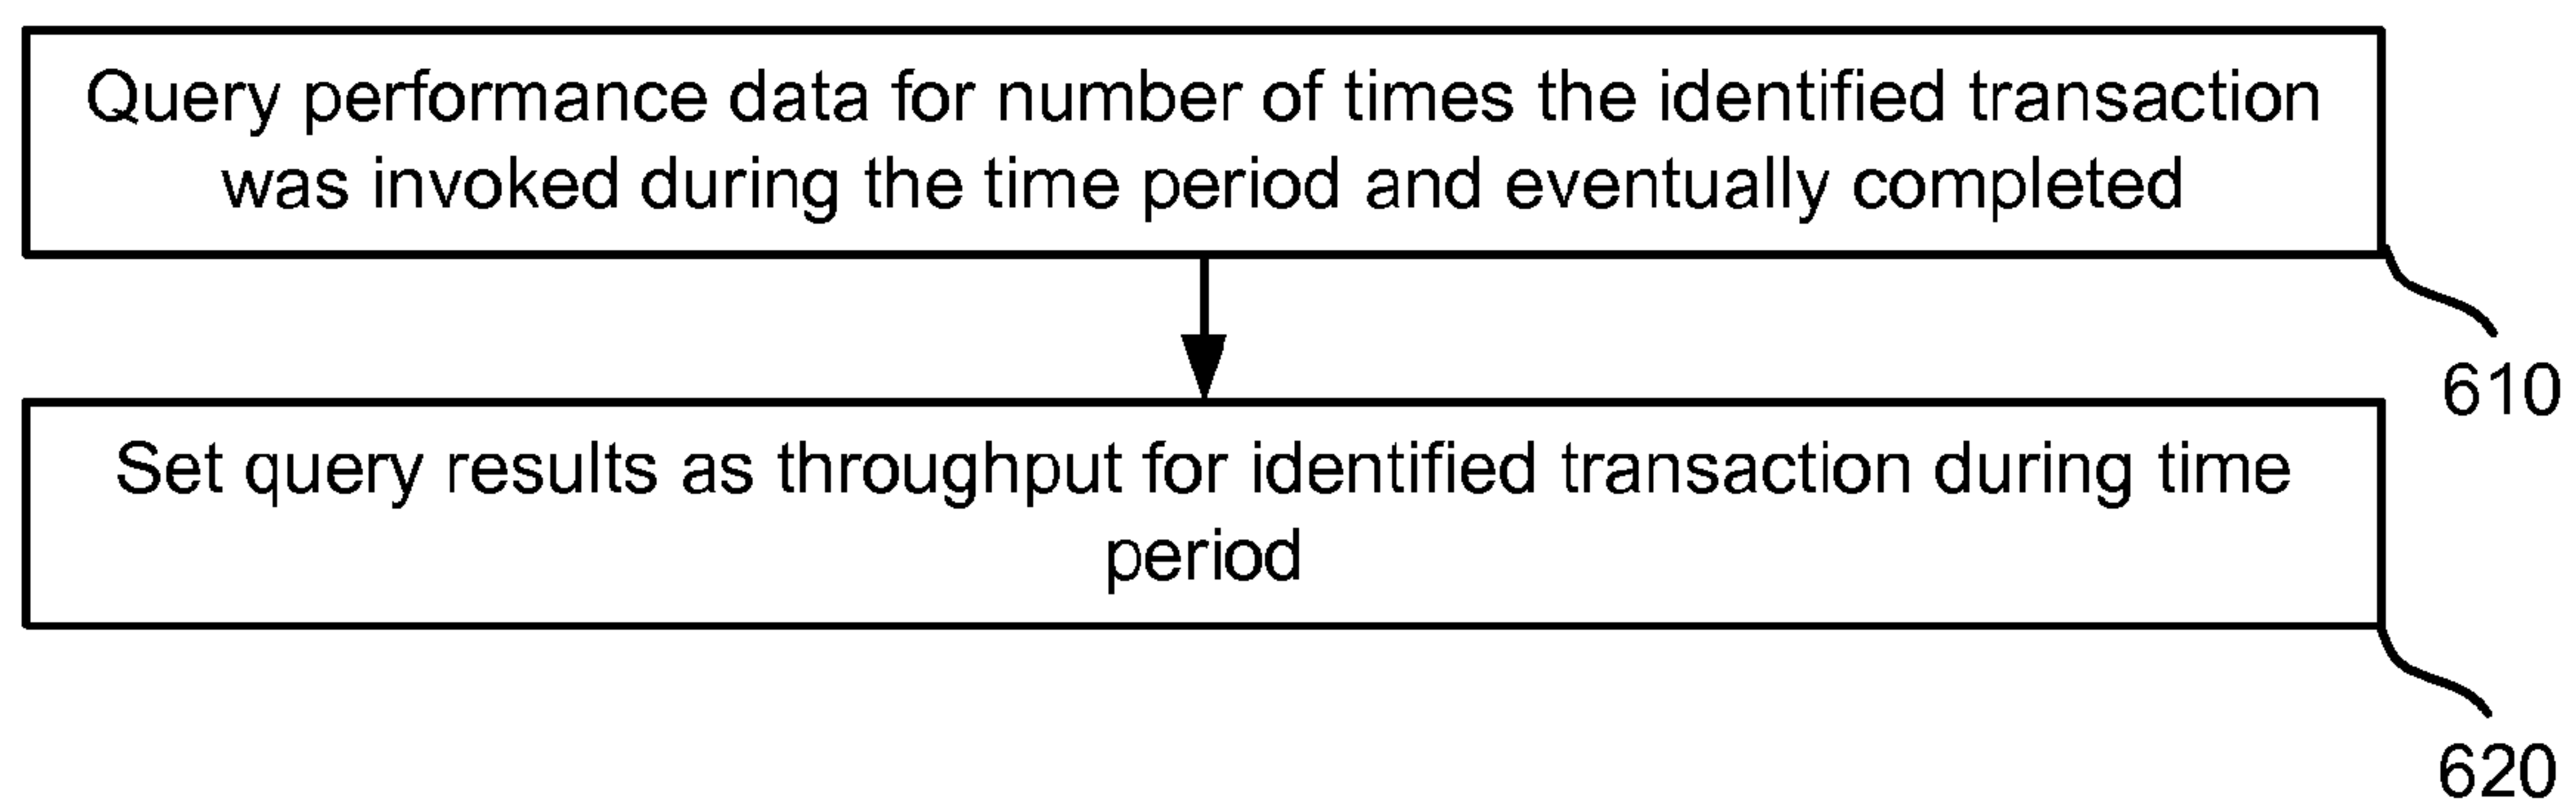 Query performance data for number of times the identified transaction
was invoked during the time period and eventually completed
610
Set query results as throughput for identified transaction during time
period
620